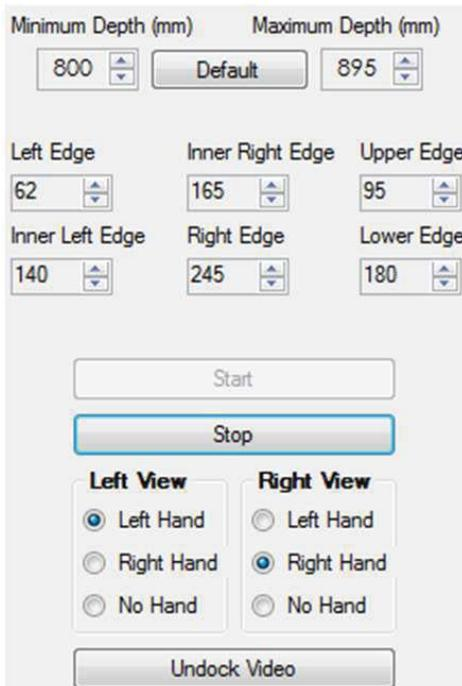 Minimum Depth (mm) Maximum Depth (mm)
800 Default 895
Left Edge Inner Right Edge Upper Edge
62 165 95
Inner Left Edge Right Edge Lower Edge
140 245 180
Start
Stop
Left View Right View
Left Hand Left Hand
Right Hand Right Hand
No Hand No Hand
Undock Video